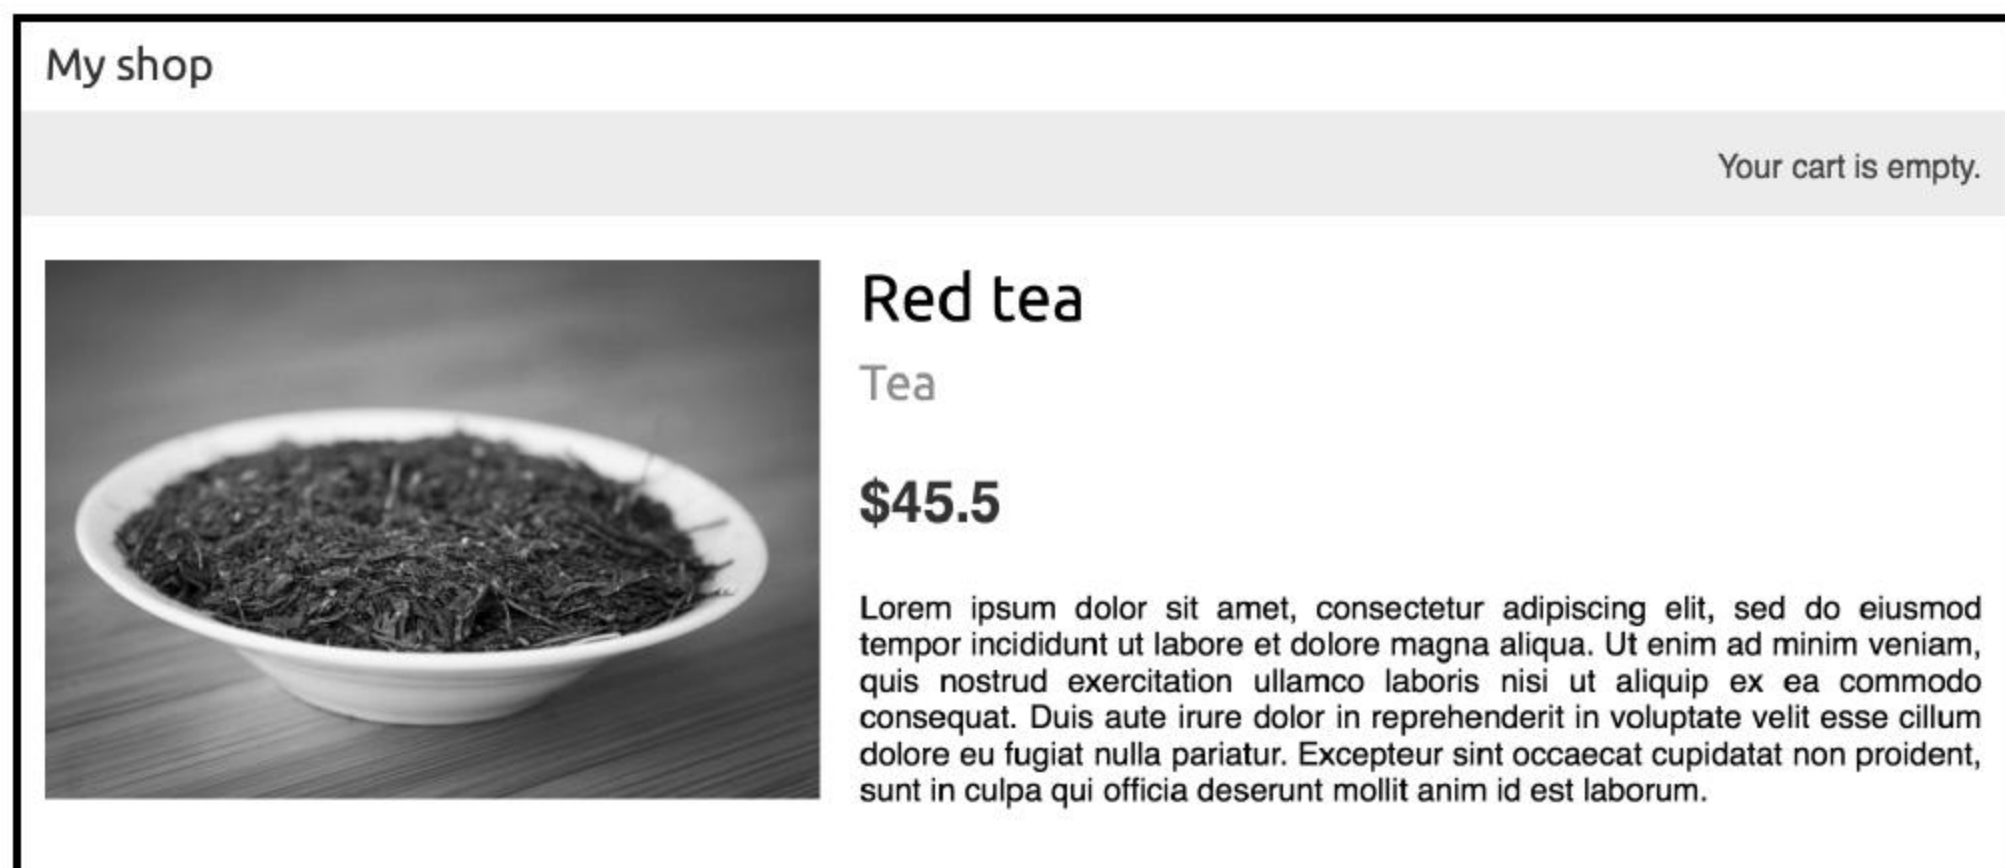 My shop
Your cart is empty.
Red tea
Tea
$45.5
Lorem ipsum dolor sit amet, consectetur adipiscing elit, sed do eiusmod
tempor incididunt ut labore et dolore magna aliqua. Ut enim ad minim veniam,
quis nostrud exercitation ullamco laboris nisi ut aliquip ex ea commodo
consequat. Duis aute irure dolor in reprehenderit in voluptate velit esse cillum
dolore eu fugiat nulla pariatur. Excepteur sint occaecat cupidatat non proident,
sunt in culpa qui officia deserunt mollit anim id est laborum.